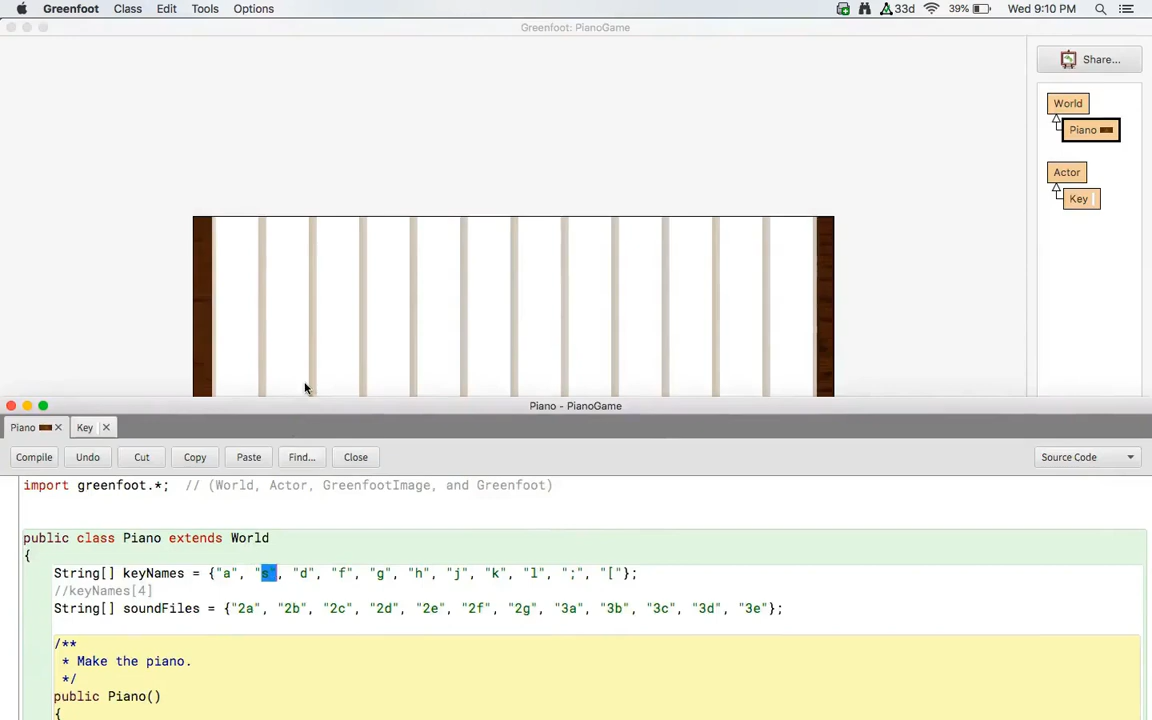 Greenfoot Class Edit Tools Options 33d 39% Wed 9:10 PM
Greenfoot: PianoGame
Share...
World
Piano
Actor
Key
Piano - PianoGame
Piano Key
Compile Undo Cut Copy Paste Find... Close Source Code
import greenfoot.*; // (World, Actor, GreenfootImage, and Greenfoot)
public class Piano extends World
{
String[] keyNames = {"a", "s", "d", "f", "g", "h", "j", "k", "l", ";", "["};
//keyNames[4]
String[] soundFiles = {"2a", "2b", "2c", "2d", "2e", "2f", "2g", "3a", "3b", "3c", "3d", "3e"};
/**
* Make the piano.
*/
public Piano()
{